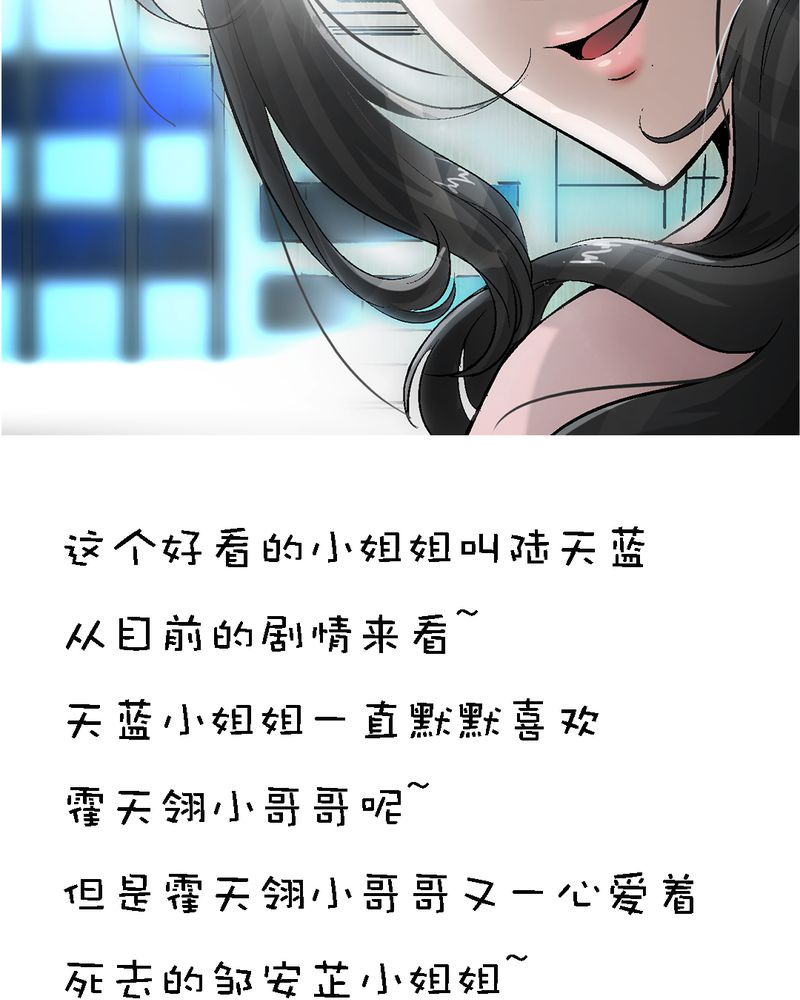 这个好看的小姐姐叫陆天蓝
从目前的剧情来看~
天蓝小姐姐一直默默喜欢
霍天翎小哥哥呢~
但是霍天翎小哥哥又一心爱着
死去的邹安芷小姐姐~